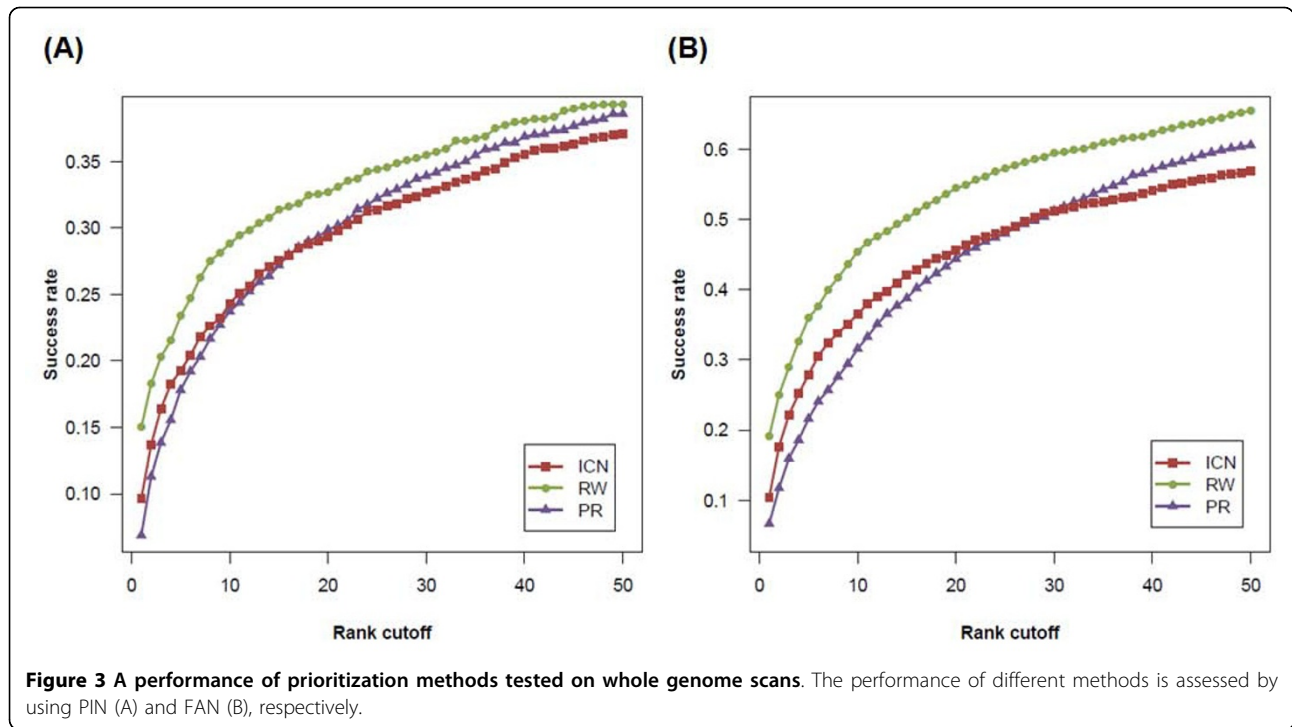 (A)
Success rate
0.35
0.30
0.25
0.20
0.15
0.10
0 10 20 30 40 50
Rank cutoff
ICN
RW
PR
(B)
Success rate
0.6
0.5
0.4
0.3
0.2
0.1
0 10 20 30 40 50
Rank cutoff
ICN
RW
PR
Figure 3 A performance of prioritization methods tested on whole genome scans. The performance of different methods is assessed by
using PIN (A) and FAN (B), respectively.